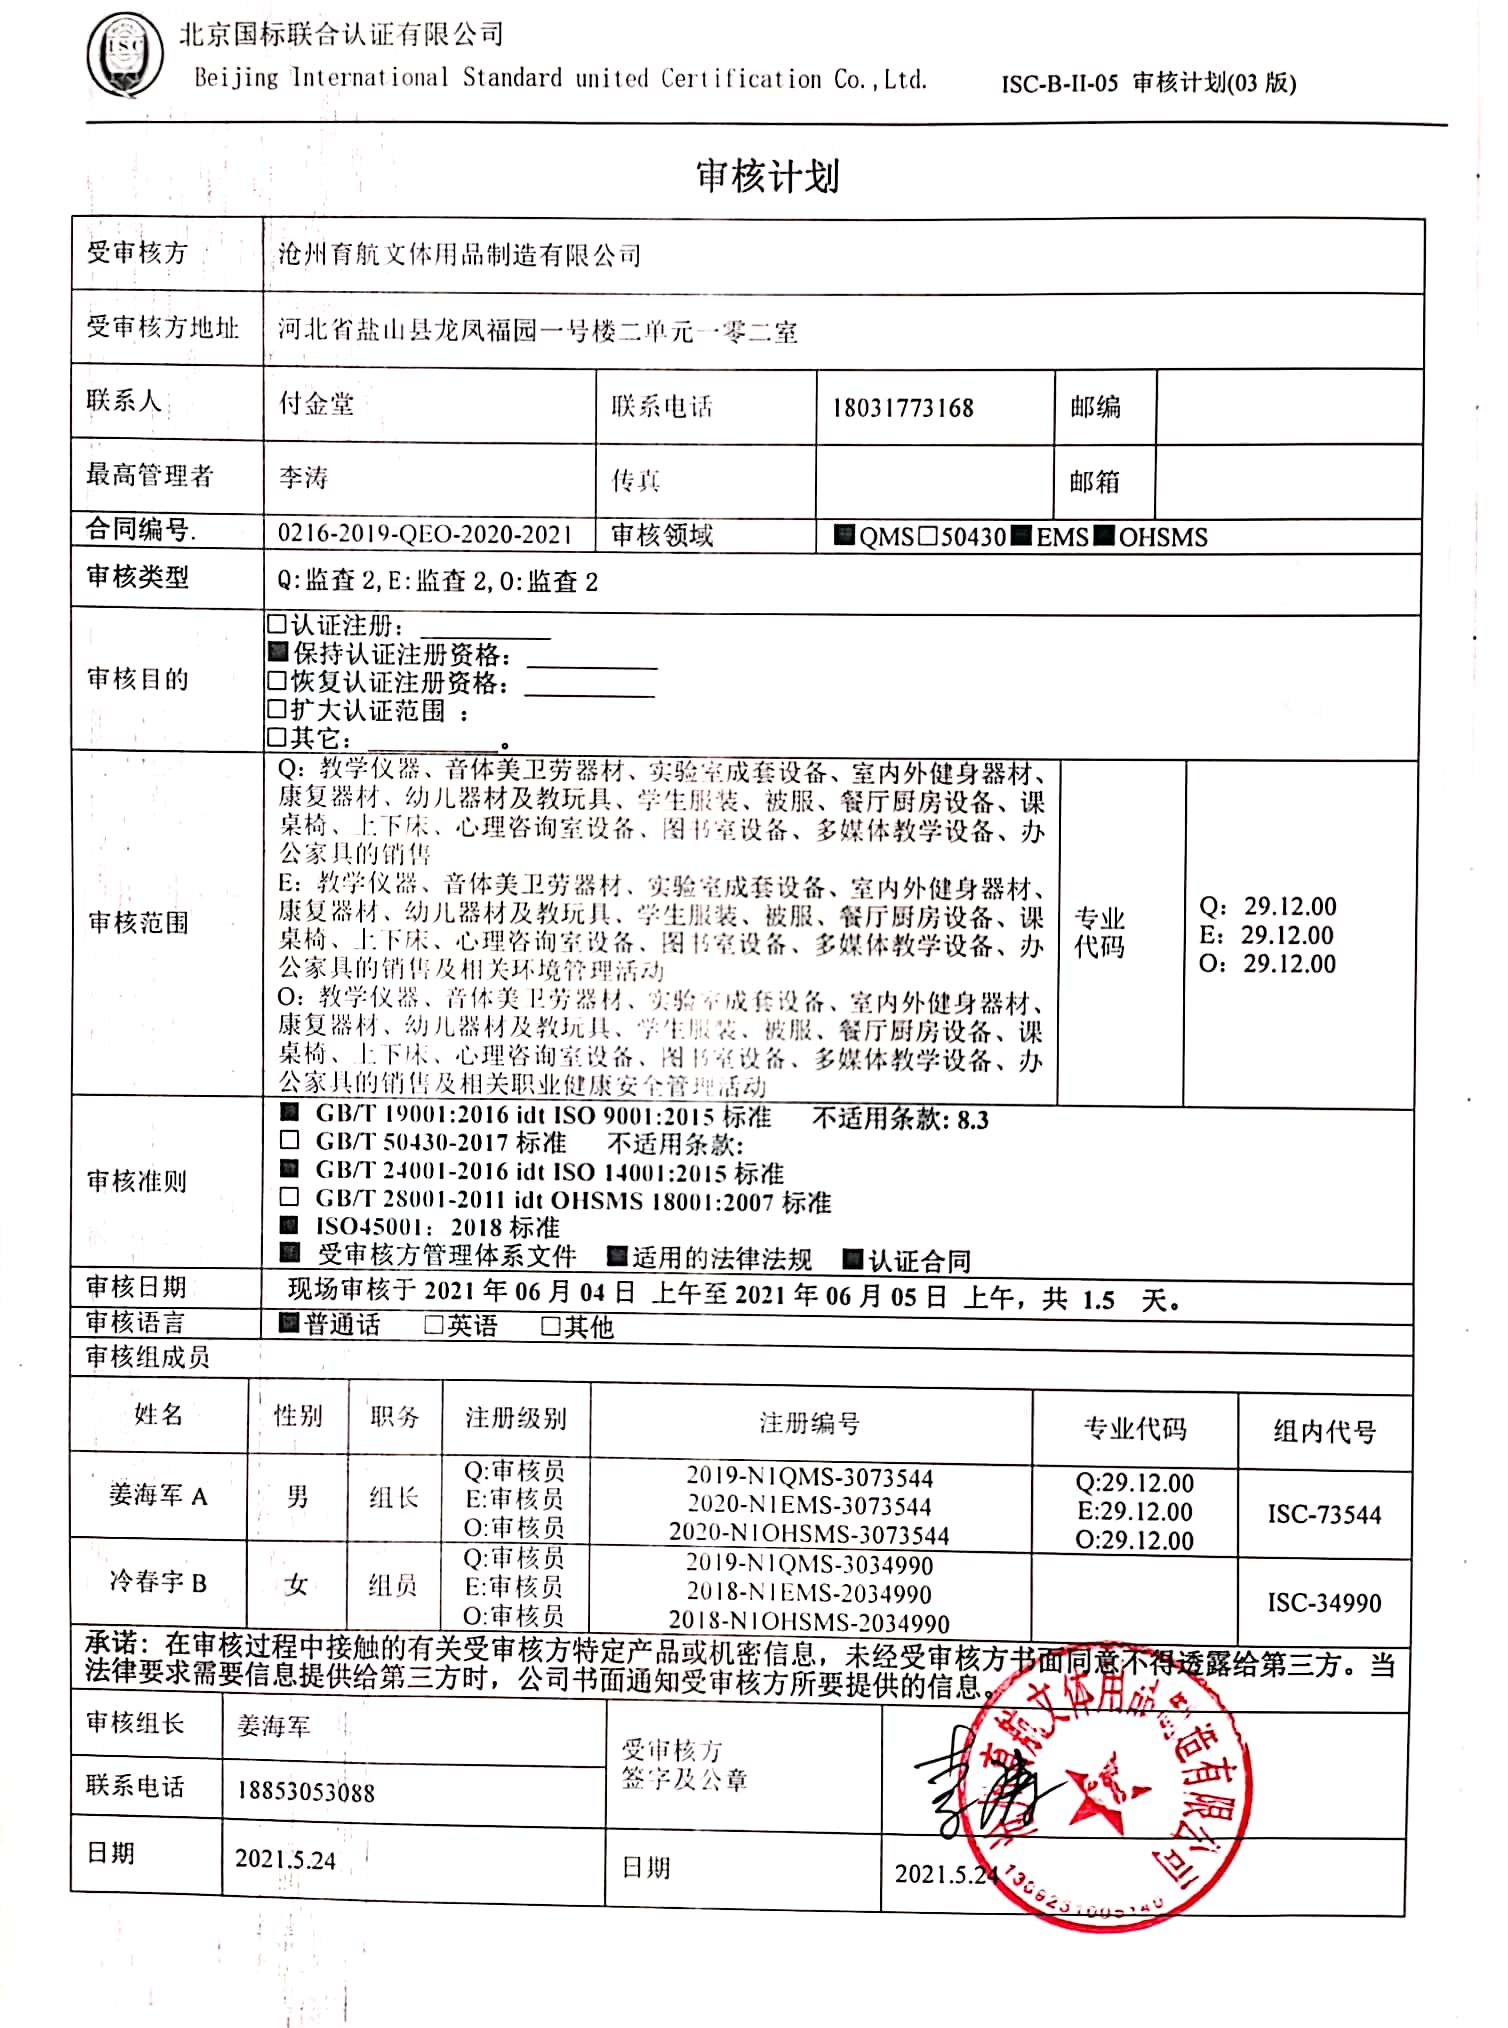 ISC
北京国标联合认证有限公司
Beijing International Standard united Certification Co.,Ltd.
ISC-B-II-05 审核计划(03 版)
审核计划
受审核方 沧州育航文体用品制造有限公司
受审核方地址 河北省盐山县龙凤福园一号楼二单元一零二室
联系人 付金堂 联系电话 18031773168 邮编
最高管理者 李涛 传真 邮箱
合同编号. 0216-2019-QEO-2020-2021 审核领域 ■QMS□50430■EMS■OHSMS
审核类型 Q:监查 2,E:监查 2,O:监查 2
审核目的
□认证注册：
■保持认证注册资格：
□恢复认证注册资格：
□扩大认证范围 ：
□其它： 。
审核范围
Q：教学仪器、音体美卫劳器材、实验室成套设备、室内外健身器材、
康复器材、幼儿器材及教玩具、学生服装、被服、餐厅厨房设备、课
桌椅、上下床、心理咨询室设备、图书室设备、多媒体教学设备、办
公家具的销售
E：教学仪器、音体美卫劳器材、实验室成套设备、室内外健身器材、
康复器材、幼儿器材及教玩具、学生服装、被服、餐厅厨房设备、课
桌椅、上下床、心理咨询室设备、图书室设备、多媒体教学设备、办
公家具的销售及相关环境管理活动
O：教学仪器、音体美卫劳器材、实验室成套设备、室内外健身器材、
康复器材、幼儿器材及教玩具、学生服装、被服、餐厅厨房设备、课
桌椅、上下床、心理咨询室设备、图书室设备、多媒体教学设备、办
公家具的销售及相关职业健康安全管理活动
专业
代码
Q：29.12.00
E：29.12.00
O：29.12.00
审核准则
■ GB/T 19001:2016 idt ISO 9001:2015 标准 不适用条款: 8.3
□ GB/T 50430-2017 标准 不适用条款:
■ GB/T 24001-2016 idt ISO 14001:2015 标准
□ GB/T 28001-2011 idt OHSMS 18001:2007 标准
■ ISO45001：2018 标准
■ 受审核方管理体系文件 ■适用的法律法规 ■认证合同
审核日期 现场审核于 2021 年 06 月 04 日 上午至 2021 年 06 月 05 日 上午，共 1.5 天。
审核语言 ■普通话 □英语 □其他
审核组成员
姓名 性别 职务 注册级别 注册编号 专业代码 组内代号
姜海军 A 男 组长
Q:审核员 2019-N1QMS-3073544 Q:29.12.00
E:审核员 2020-N1EMS-3073544 E:29.12.00
O:审核员 2020-N1OHSMS-3073544 O:29.12.00
ISC-73544
冷春宇 B 女 组员
Q:审核员 2019-N1QMS-3034990
E:审核员 2018-N1EMS-2034990
O:审核员 2018-N1OHSMS-2034990
ISC-34990
承诺：在审核过程中接触的有关受审核方特定产品或机密信息，未经受审核方书面同意不得透露给第三方。当
法律要求需要信息提供给第三方时，公司书面通知受审核方所要提供的信息。
审核组长 姜海军
受审核方
签字及公章
李涛
沧州育航文体用品制造有限公司
联系电话 18853053088
日期 2021.5.24 日期 2021.5.24